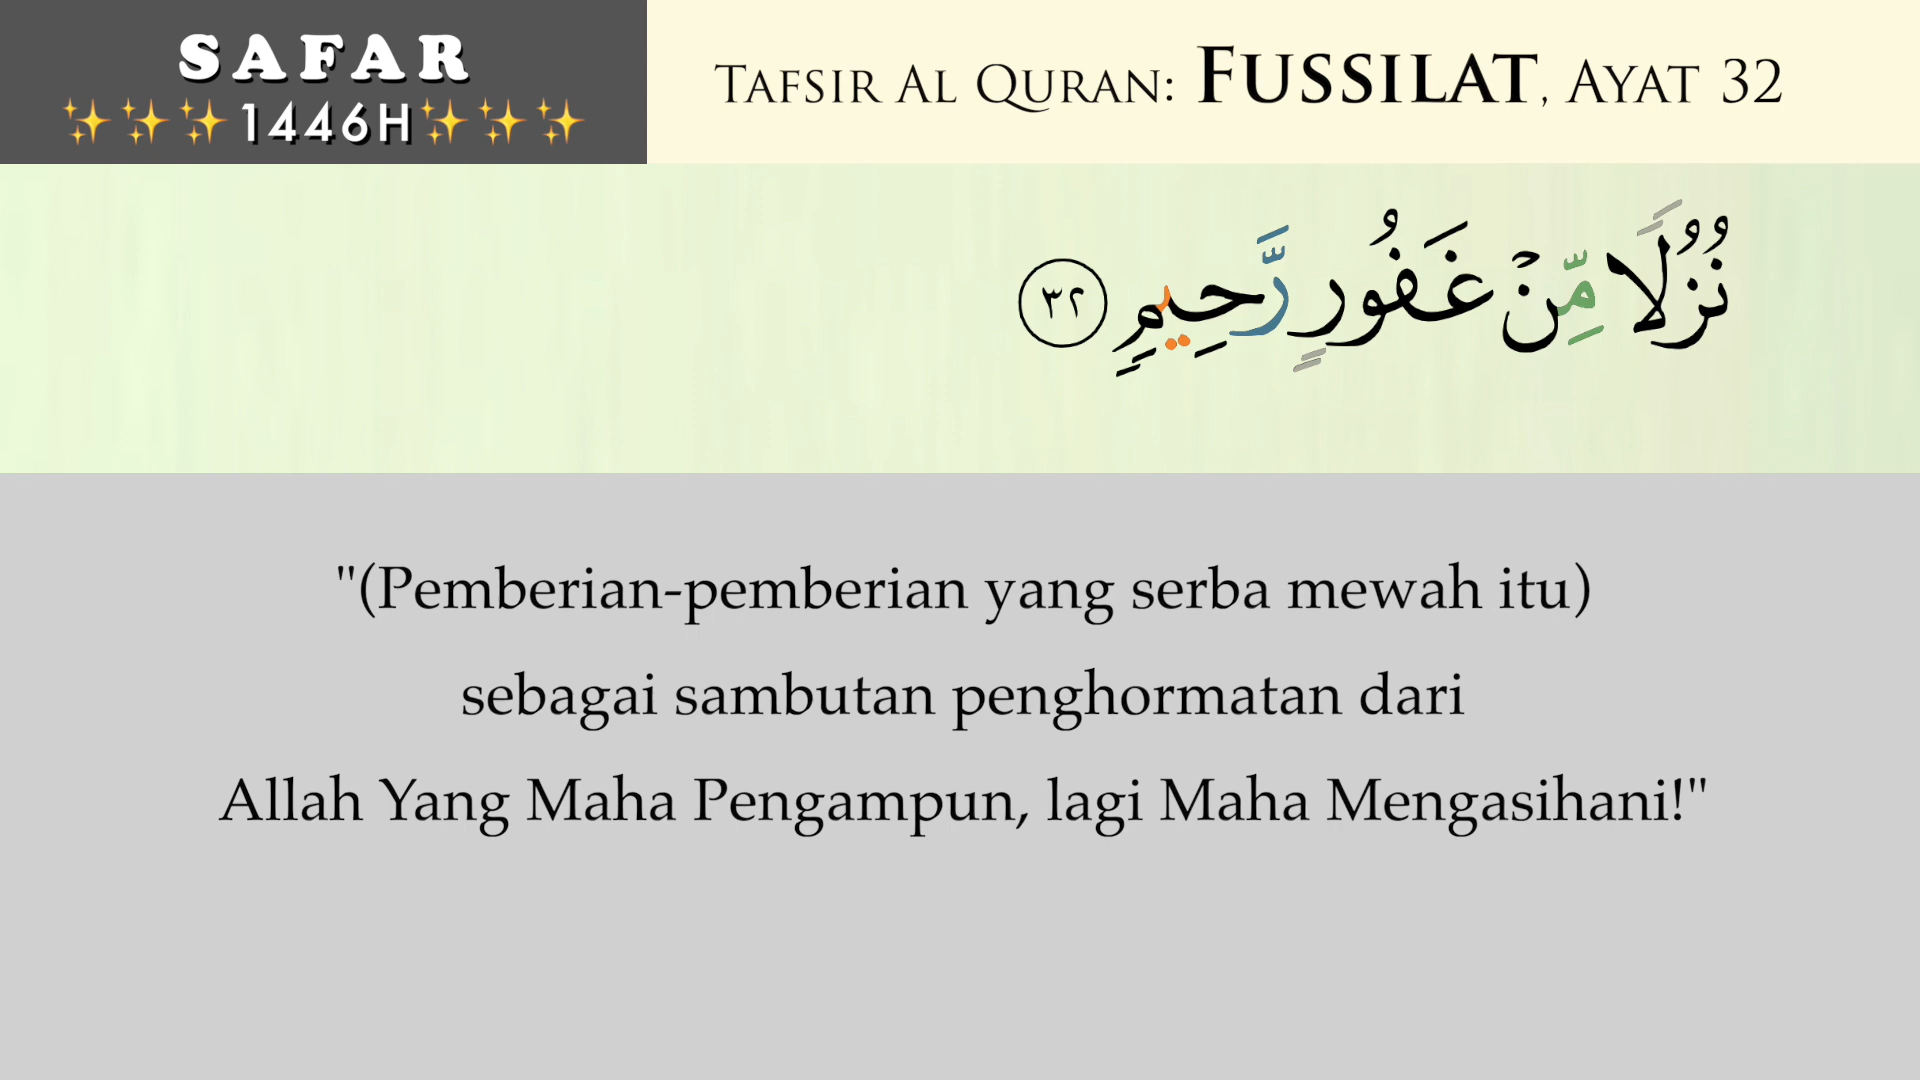 SAFAR
✨✨✨1446H✨✨✨
TAFSIR AL QURAN: FUSSILAT, AYAT 32
نُزُلًا مِّنْ غَفُورٍ رَّحِيمٍ ٣٢
"(Pemberian-pemberian yang serba mewah itu)
sebagai sambutan penghormatan dari
Allah Yang Maha Pengampun, lagi Maha Mengasihani!"